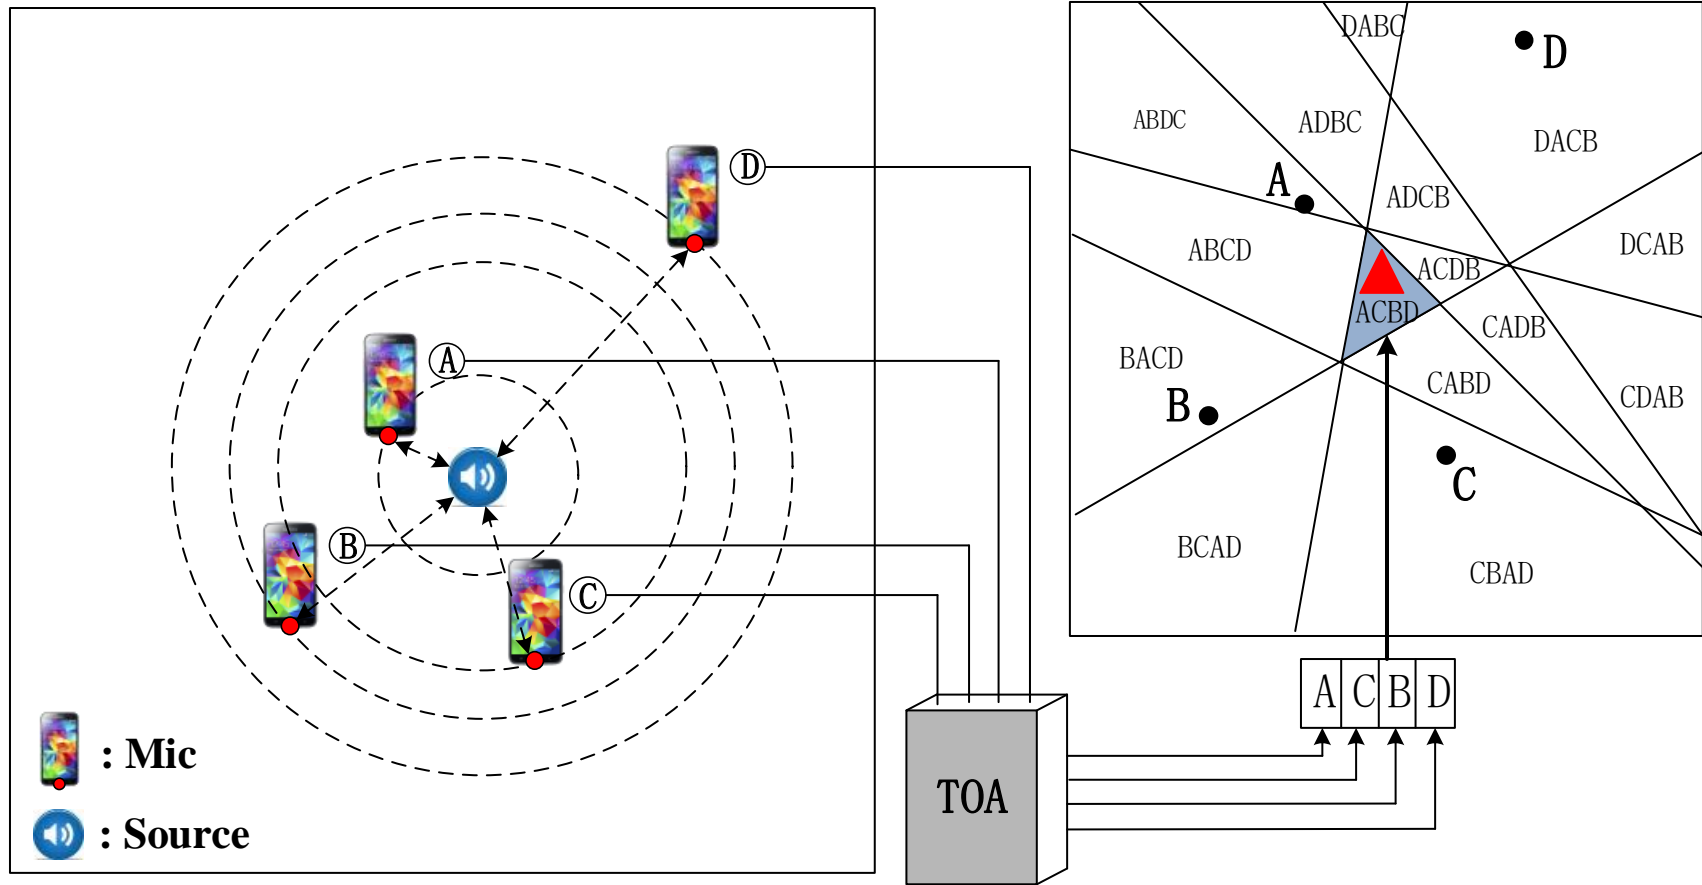 D
A
B
C
: Mic
: Source
TOA
A C B D
DABC
D
ABDC
ADBC
DACB
A
ADCB
ABCD
ACDB
DCAB
ACBD
CADB
BACD
CABD
B
CDAB
C
BCAD
CBAD